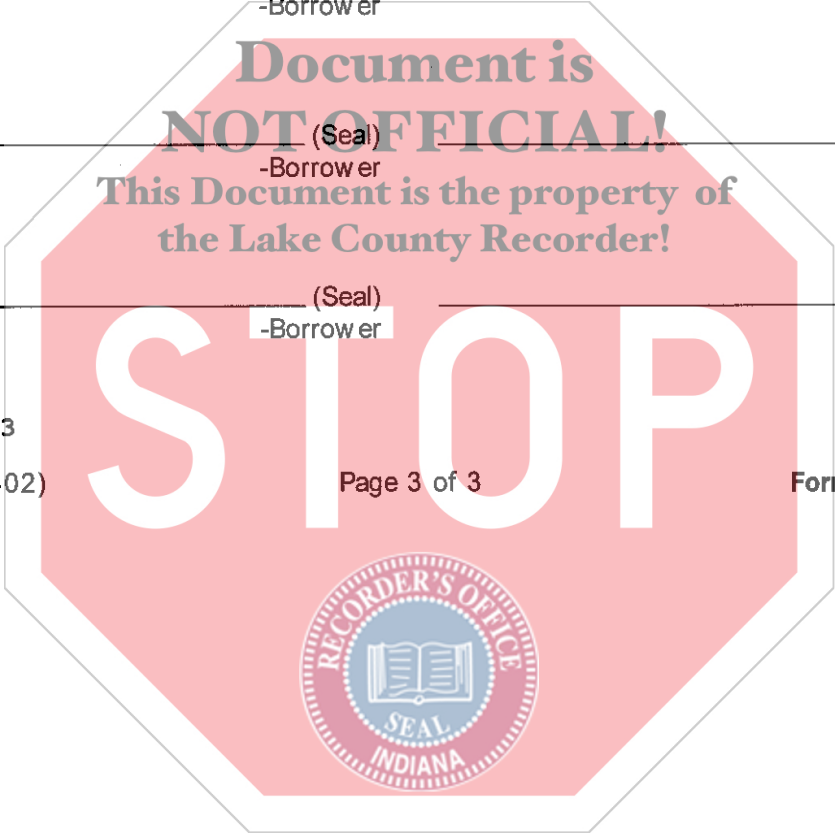 -Borrower
Document is
NOT OFFICIAL!
(Seal)
-Borrower
This Document is the property of
the Lake County Recorder!
(Seal)
-Borrower
STOP
3
-02)
Page 3 of 3
RECORDER'S OFFICE
SEAL
INDIANA